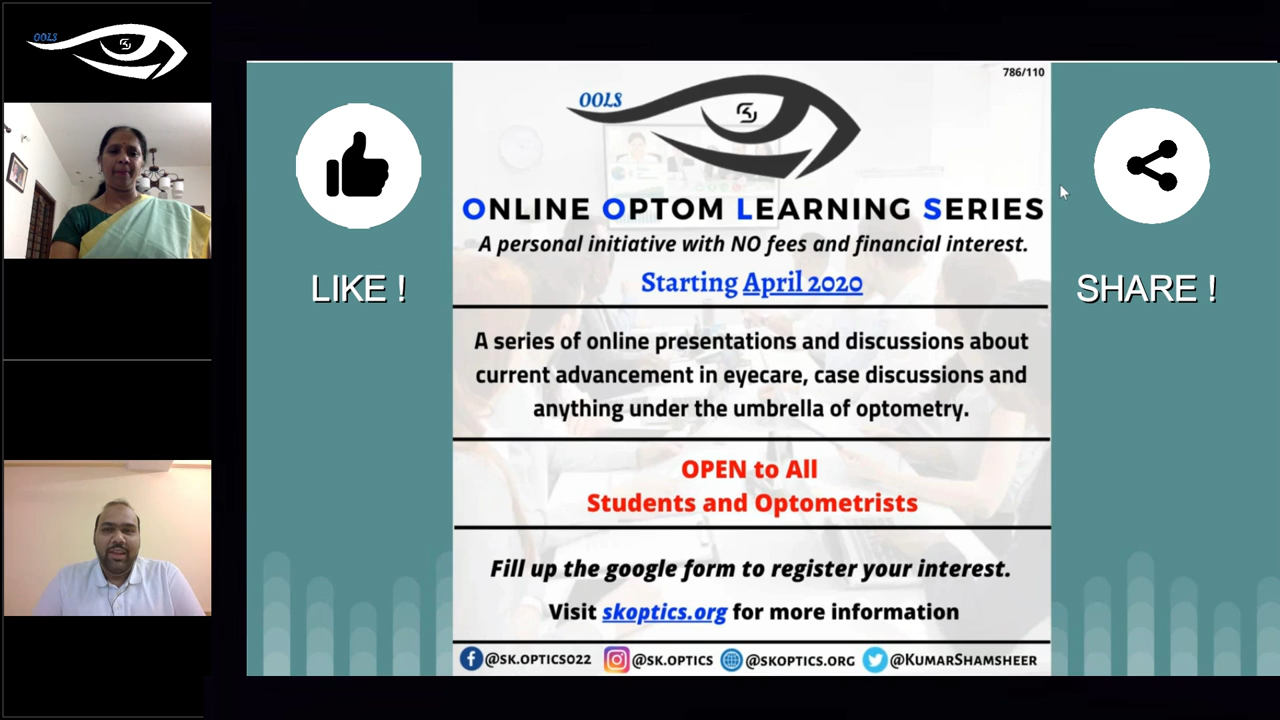 OOLS
786/110
OOLS
ONLINE OPTOM LEARNING SERIES
A personal initiative with NO fees and financial interest.
Starting April 2020
LIKE !
SHARE !
A series of online presentations and discussions about
current advancement in eyecare, case discussions and
anything under the umbrella of optometry.
OPEN to All
Students and Optometrists
Fill up the google form to register your interest.
Visit skoptics.org for more information
@SK.OPTICS022 @SK.OPTICS @SKOPTICS.ORG @KUMARSHAMSHEER